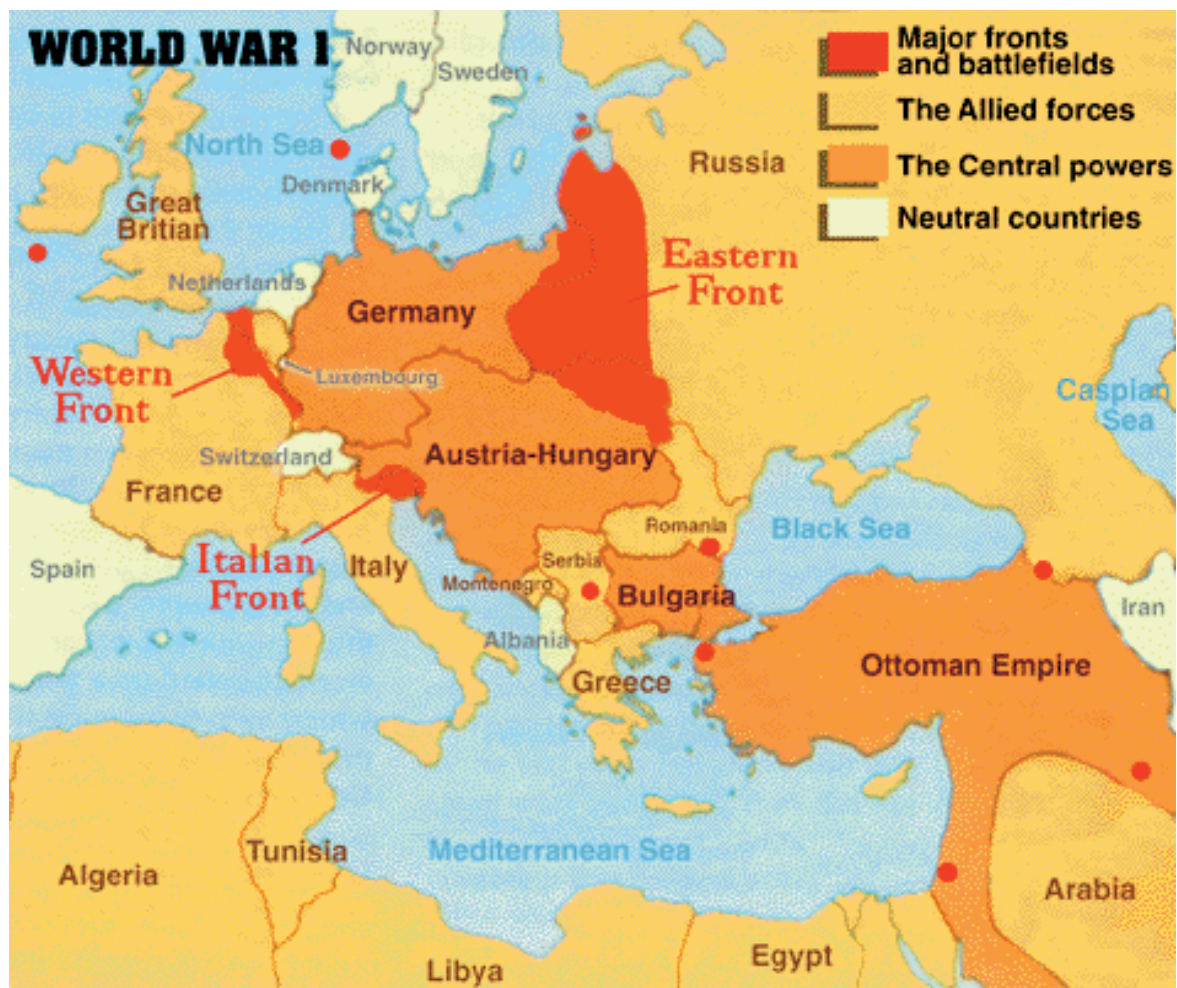 WORLD WAR 1
Major fronts
and battlefields
The Allied forces
The Central powers
Neutral countries
Norway
Sweden
North Sea
Denmark
Russia
Great
Britian
Netherlands
Germany
Eastern
Front
Western
Front
Luxembourg
Caspian
Sea
Switzerland
Austria-Hungary
France
Romania
Black Sea
Spain
Italian
Front
Italy
Serbia
Montenegro
Bulgaria
Iran
Albania
Greece
Ottoman Empire
Tunisia
Mediterranean Sea
Algeria
Arabia
Libya
Egypt